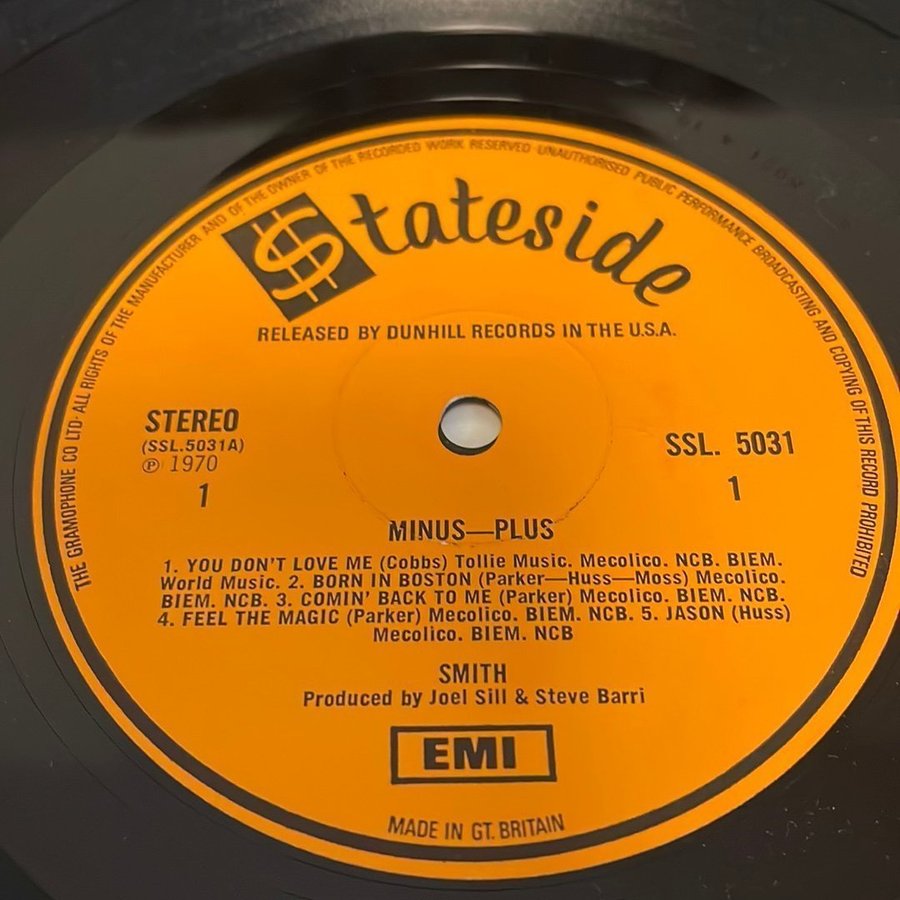 THE GRAMOPHONE CO LTD· ALL RIGHTS OF THE MANUFACTURER AND OF THE OWNER OF THE RECORDED WORK RESERVED UNAUTHORISED PUBLIC PERFORMANCE BROADCASTING AND COPYING OF THIS RECORD PROHIBITED
$tateside
RELEASED BY DUNHILL RECORDS IN THE U.S.A.
STEREO
(SSL.5031A)
℗ 1970
1
SSL. 5031
1
MINUS—PLUS
1. YOU DON'T LOVE ME (Cobbs) Tollie Music. Mecolico. NCB. BIEM.
World Music. 2. BORN IN BOSTON (Parker—Huss—Moss) Mecolico.
BIEM. NCB. 3. COMIN' BACK TO ME (Parker) Mecolico. BIEM. NCB.
4. FEEL THE MAGIC (Parker) Mecolico. BIEM. NCB. 5. JASON (Huss)
Mecolico. BIEM. NCB
SMITH
Produced by Joel Sill & Steve Barri
EMI
MADE IN GT. BRITAIN